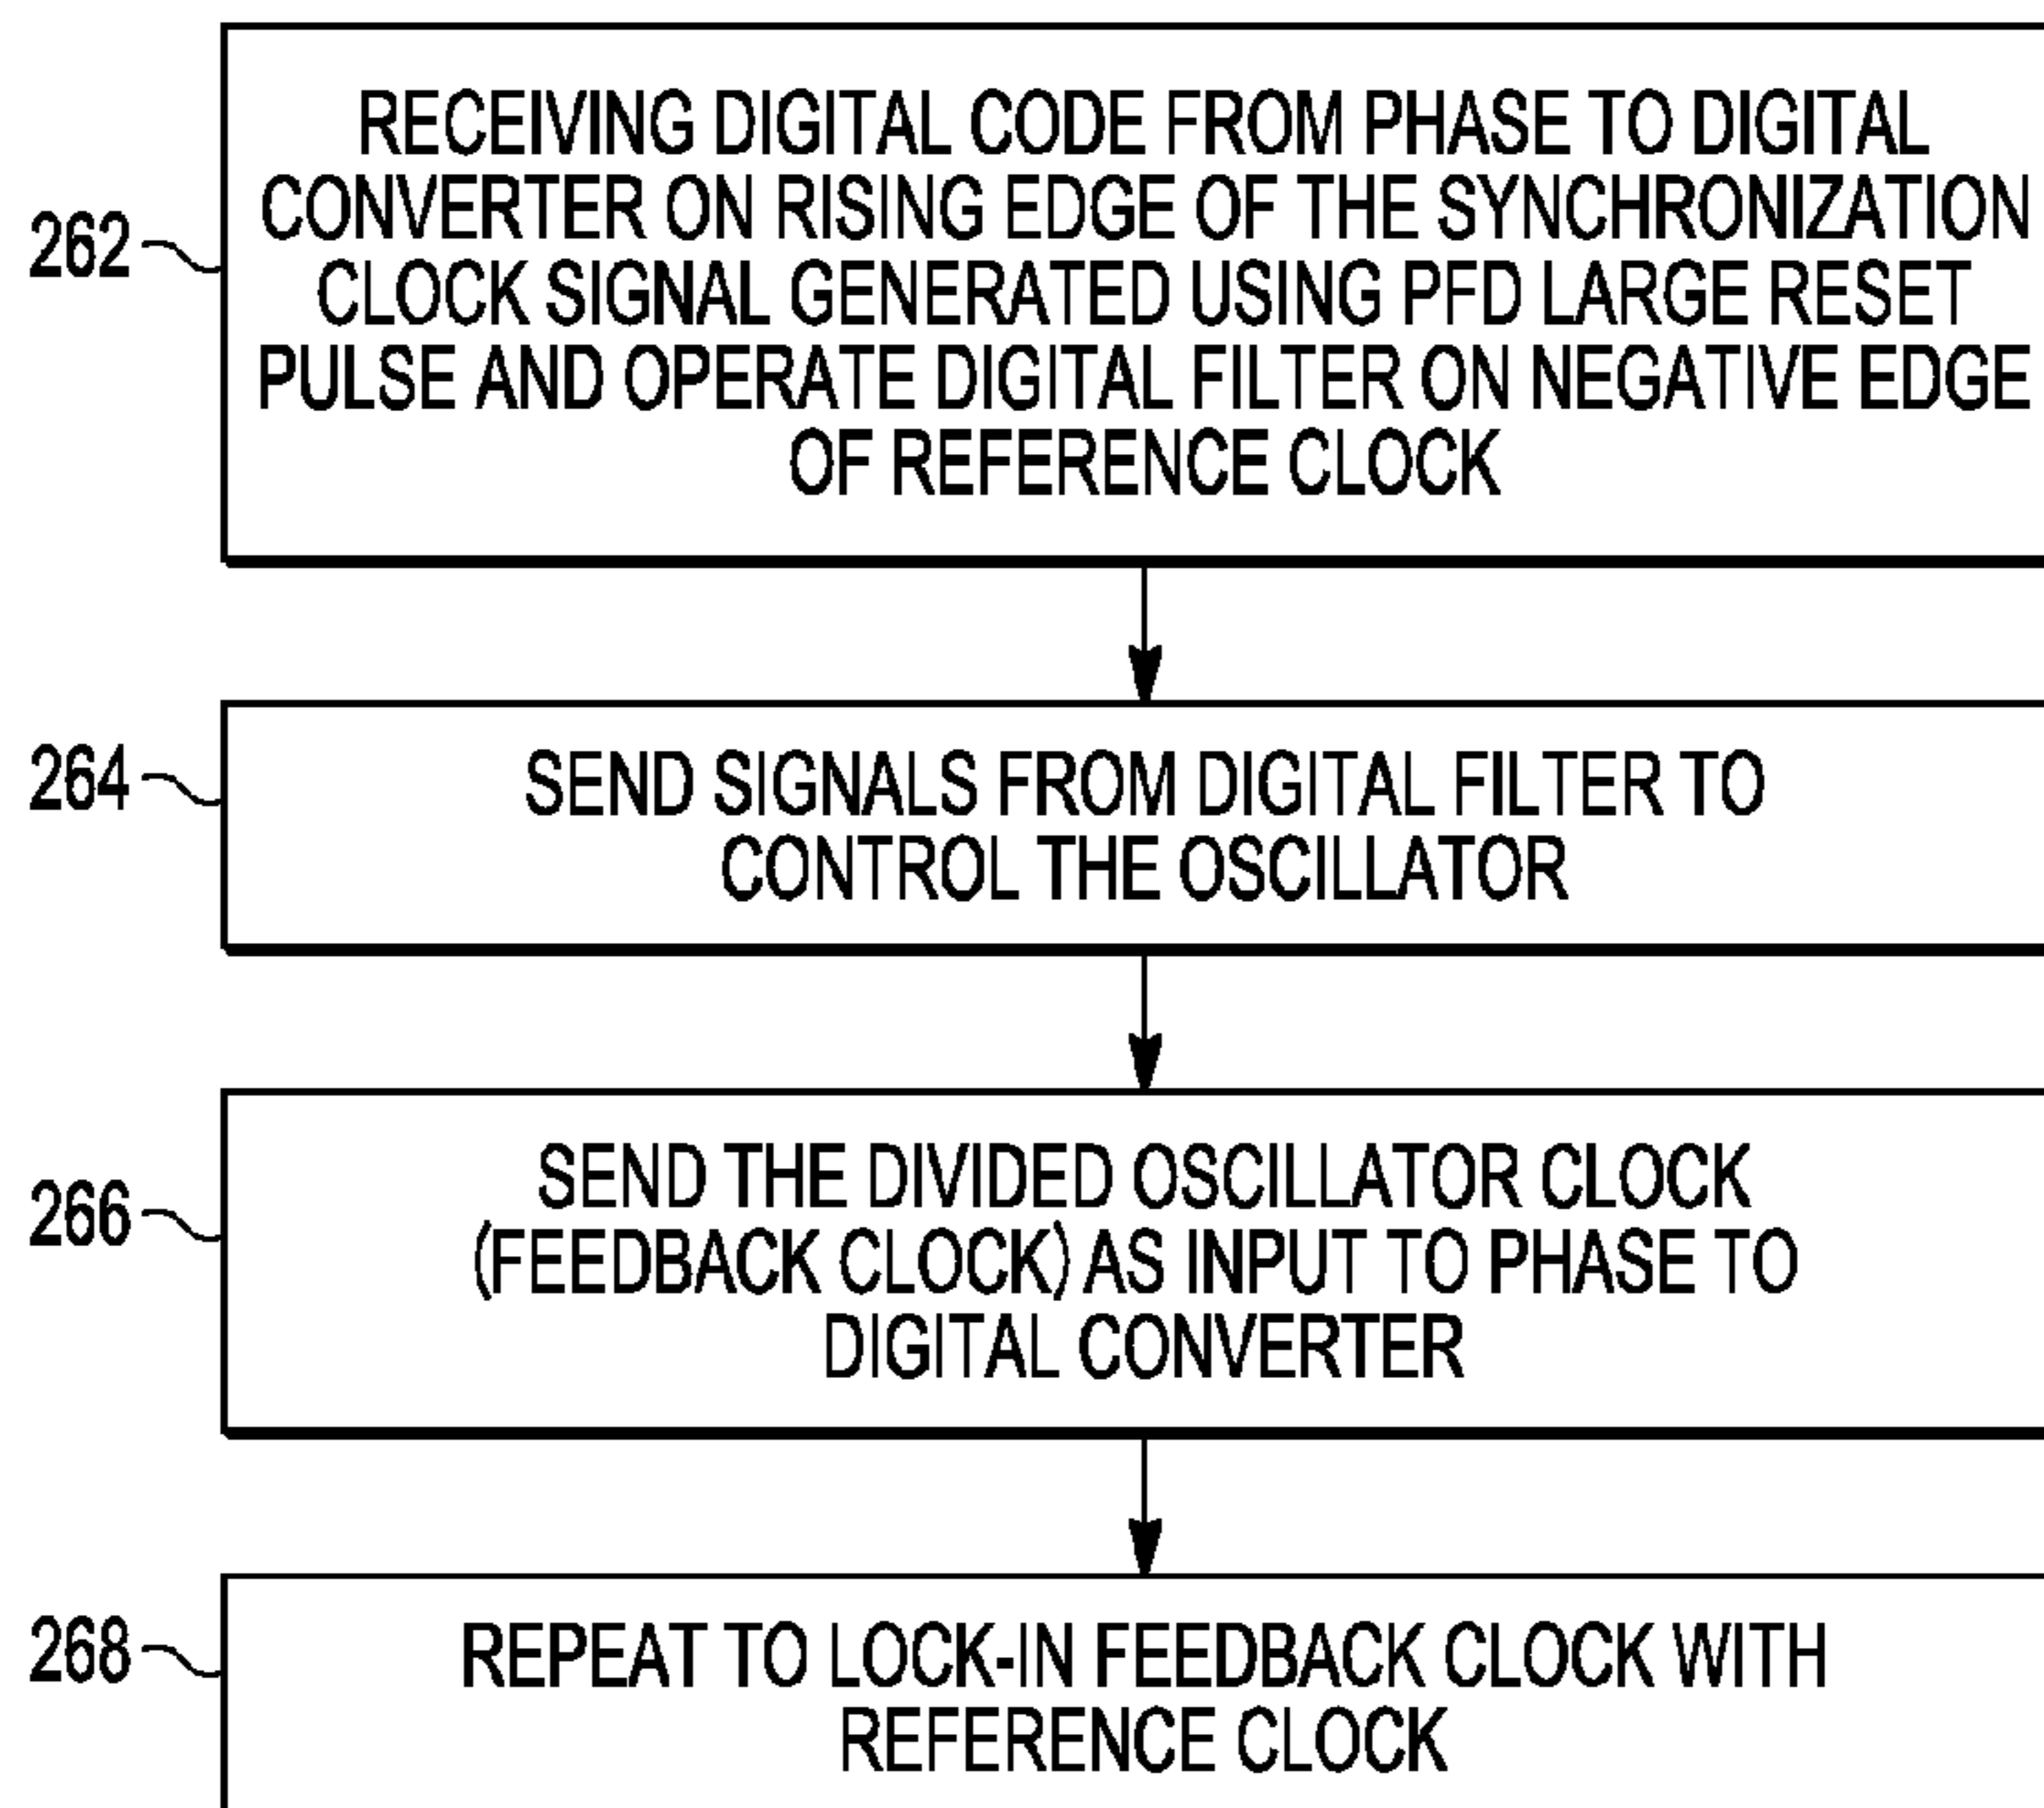 RECEIVING DIGITAL CODE FROM PHASE TO DIGITAL
CONVERTER ON RISING EDGE OF THE SYNCHRONIZATION
262
CLOCK SIGNAL GENERATED USING PFD LARGE RESET
PULSE AND OPERATE DIGITAL FILTER ON NEGATIVE EDGE
OF REFERENCE CLOCK
264
SEND SIGNALS FROM DIGITAL FILTER TO
CONTROL THE OSCILLATOR
266
SEND THE DIVIDED OSCILLATOR CLOCK
(FEEDBACK CLOCK) AS INPUT TO PHASE TO
DIGITAL CONVERTER
268
REPEAT TO LOCK-IN FEEDBACK CLOCK WITH
REFERENCE CLOCK